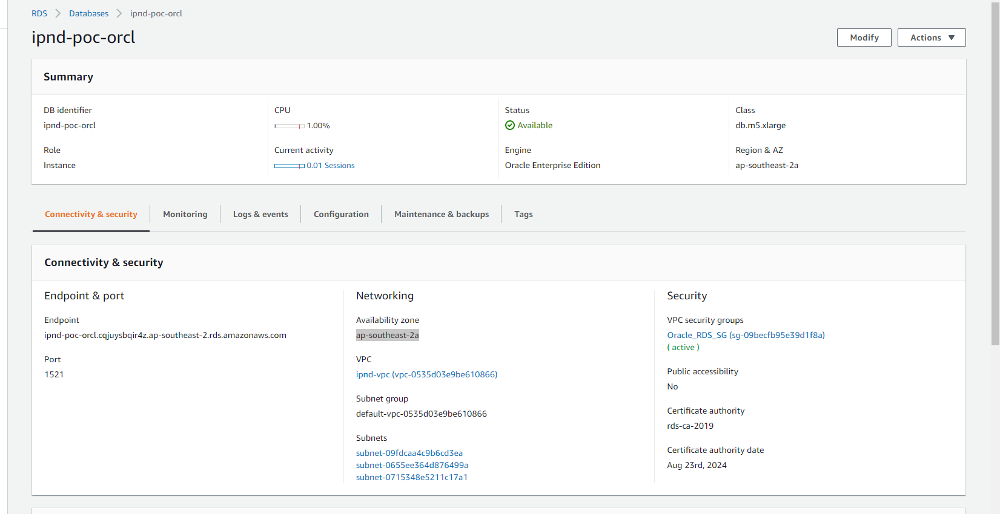 RDS > Databases > ipnd-poc-orcl
ipnd-poc-orcl
Modify
Actions
Summary
DB identifier
ipnd-poc-orcl
CPU
1.00%
Status
Available
Class
db.m5.xlarge
Role
Instance
Current activity
0.01 Sessions
Engine
Oracle Enterprise Edition
Region & AZ
ap-southeast-2a
Connectivity & security
Monitoring
Logs & events
Configuration
Maintenance & backups
Tags
Connectivity & security
Endpoint & port
Endpoint
ipnd-poc-orcl.cqjuysbqir4z.ap-southeast-2.rds.amazonaws.com
Port
1521
Networking
Availability zone
ap-southeast-2a
VPC
ipnd-vpc (vpc-0535d03e9be610866)
Subnet group
default-vpc-0535d03e9be610866
Subnets
subnet-09fdcaa4c9b6cd3ea
subnet-0655ee364d876499a
subnet-0715348e5211c17a1
Security
VPC security groups
Oracle_RDS_SG (sg-09becfb95e39d1f8a)
( active )
Public accessibility
No
Certificate authority
rds-ca-2019
Certificate authority date
Aug 23rd, 2024